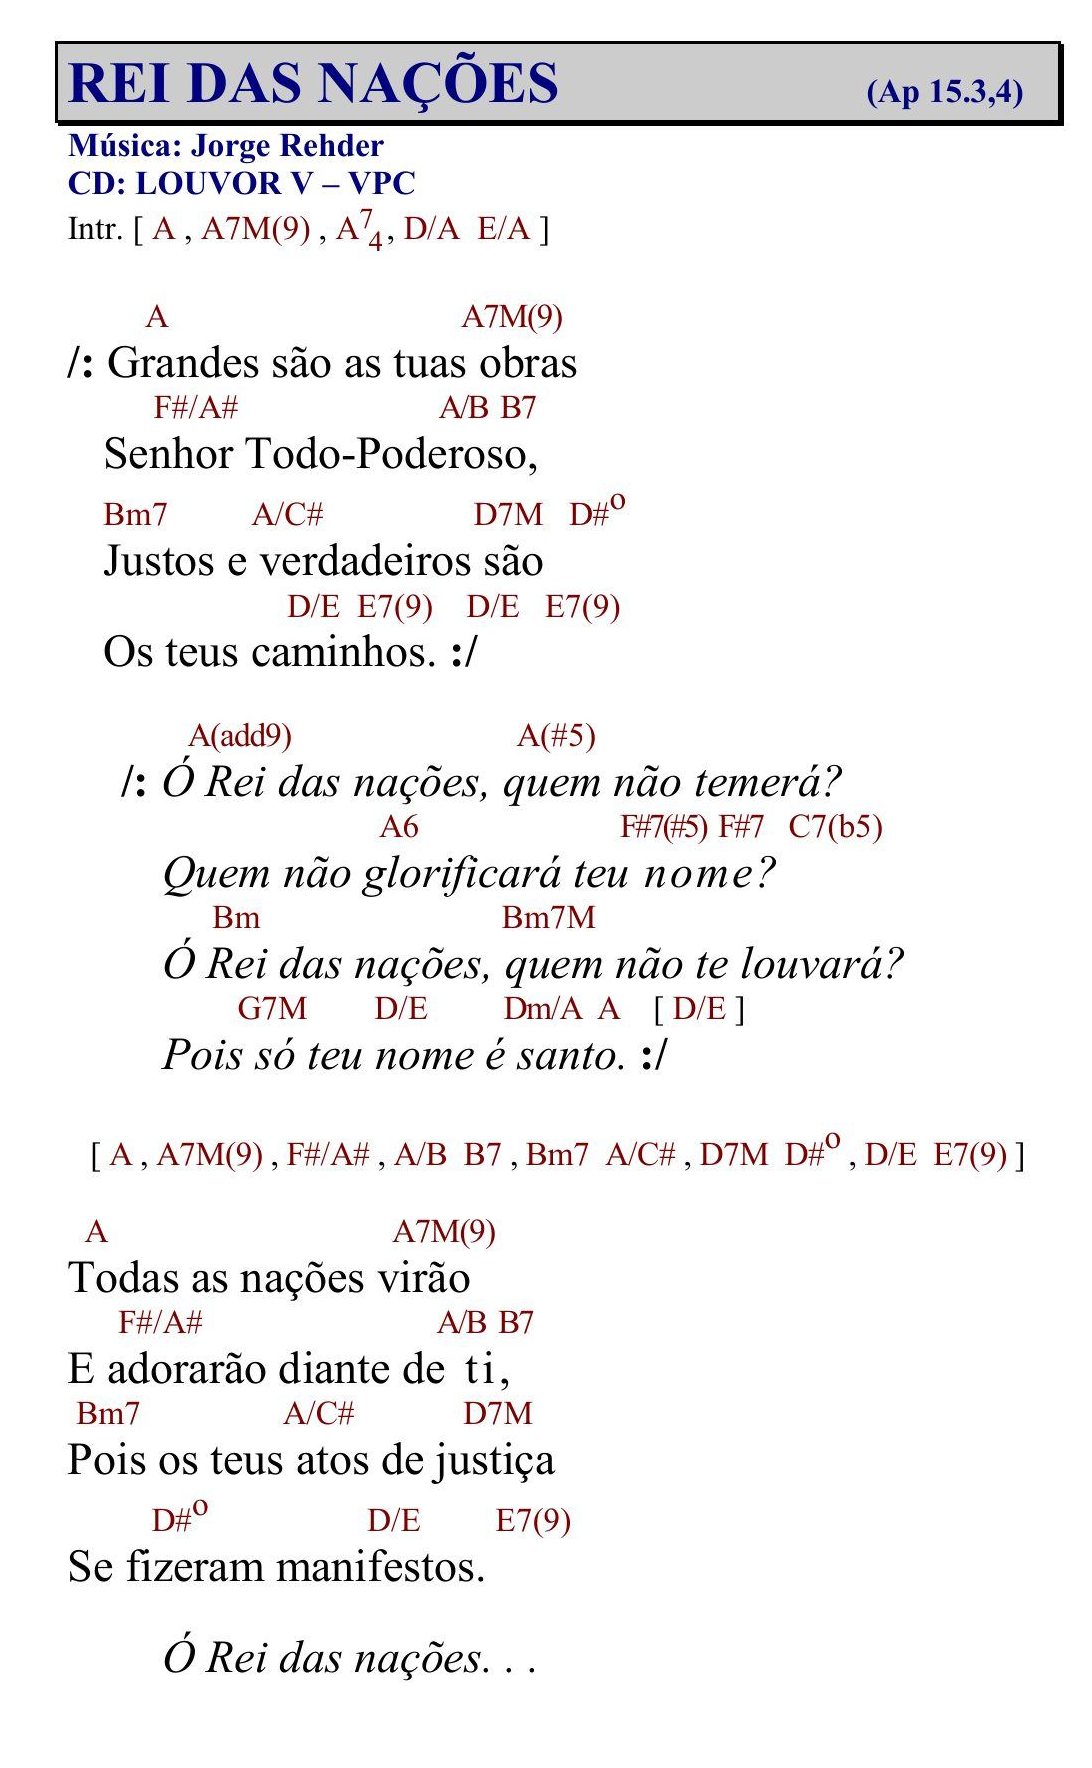 REI DAS NAÇÕES (Ap 15.3,4)
Música: Jorge Rehder
CD: LOUVOR V – VPC
Intr. [ A , A7M(9) , A7 4, D/A E/A ]
A A7M(9)
/: Grandes são as tuas obras
F#/A# A/B B7
Senhor Todo-Poderoso,
Bm7 A/C# D7M D#º
Justos e verdadeiros são
D/E E7(9) D/E E7(9)
Os teus caminhos. :/
A(add9) A(#5)
/: Ó Rei das nações, quem não temerá?
A6 F#7(#5) F#7 C7(b5)
Quem não glorificará teu nome?
Bm Bm7M
Ó Rei das nações, quem não te louvará?
G7M D/E Dm/A A [ D/E ]
Pois só teu nome é santo. :/
[ A , A7M(9) , F#/A# , A/B B7 , Bm7 A/C# , D7M D#º , D/E E7(9) ]
A A7M(9)
Todas as nações virão
F#/A# A/B B7
E adorarão diante de ti,
Bm7 A/C# D7M
Pois os teus atos de justiça
D#º D/E E7(9)
Se fizeram manifestos.
Ó Rei das nações. . .